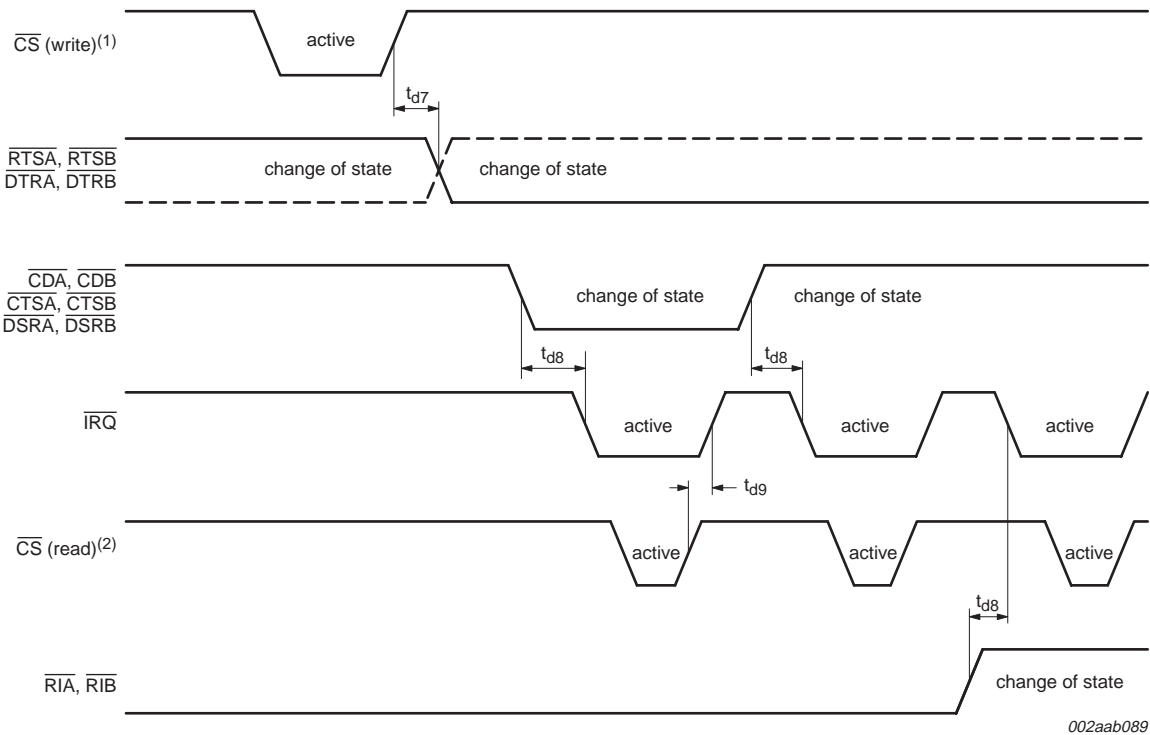 CS (write)(1)
active
td7
RTSA, RTSB
DTRA, DTRB
change of state
change of state
CDA, CDB
CTSA, CTSB
DSRA, DSRB
change of state
change of state
td8
td8
IRQ
active
active
active
td9
CS (read)(2)
active
active
active
td8
RIA, RIB
change of state
002aab089